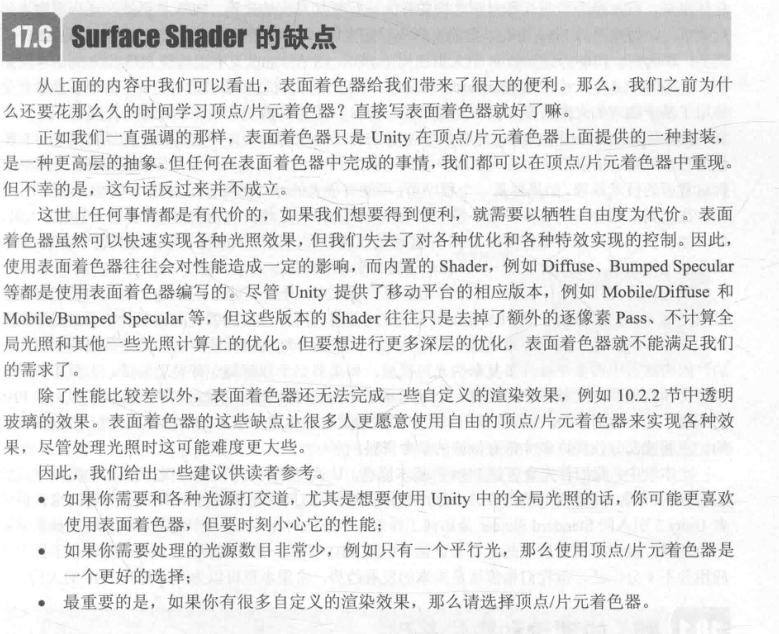 17.6 Surface Shader 的缺点
从上面的内容中我们可以看出，表面着色器给我们带来了很大的便利。那么，我们之前为什
么还要花那么久的时间学习顶点/片元着色器？直接写表面着色器就好了嘛。
正如我们一直强调的那样，表面着色器只是 Unity 在顶点/片元着色器上面提供的一种封装，
是一种更高层的抽象。但任何在表面着色器中完成的事情，我们都可以在顶点/片元着色器中重现。
但不幸的是，这句话反过来并不成立。
这世上任何事情都是有代价的，如果我们想要得到便利，就需要以牺牲自由度为代价。表面
着色器虽然可以快速实现各种光照效果，但我们失去了对各种优化和各种特效实现的控制。因此，
使用表面着色器往往会对性能造成一定的影响，而内置的 Shader，例如 Diffuse、Bumped Specular
等都是使用表面着色器编写的。尽管 Unity 提供了移动平台的相应版本，例如 Mobile/Diffuse 和
Mobile/Bumped Specular 等，但这些版本的 Shader 往往只是去掉了额外的逐像素 Pass、不计算全
局光照和其他一些光照计算上的优化。但要想进行更多深层的优化，表面着色器就不能满足我们
的需求了。
除了性能比较差以外，表面着色器还无法完成一些自定义的渲染效果，例如 10.2.2 节中透明
玻璃的效果。表面着色器的这些缺点让很多人更愿意使用自由的顶点/片元着色器来实现各种效
果，尽管处理光照时这可能难度更大些。
因此，我们给出一些建议供读者参考。
● 如果你需要和各种光源打交道，尤其是想要使用 Unity 中的全局光照的话，你可能更喜欢
使用表面着色器，但要时刻小心它的性能；
● 如果你需要处理的光源数目非常少，例如只有一个平行光，那么使用顶点/片元着色器是
一个更好的选择；
● 最重要的是，如果你有很多自定义的渲染效果，那么请选择顶点/片元着色器。